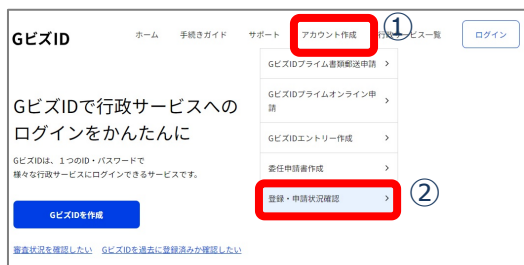 GビズID ホーム 手続きガイド サポート アカウント作成 ① 行政サービス一覧 ログイン
GビズIDプライム書類郵送申請 >
GビズIDプライムオンライン申
請 >
GビズIDエントリー作成 >
委任申請書作成 >
登録・申請状況確認 > ②
GビズIDで行政サービスへの
ログインをかんたんに
GビズIDは、1つのID・パスワードで
様々な行政サービスにログインできるサービスです。
GビズIDを作成
審査状況を確認したい GビズIDを過去に登録済みか確認したい